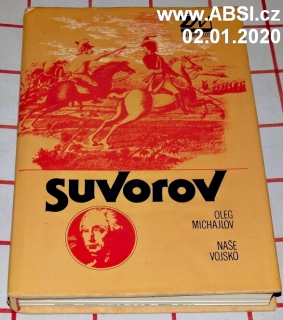 www.ABSI.cz
02.01.2020
suvorov
OLEG
MICHAJLOV
NAŠE
VOJSKO